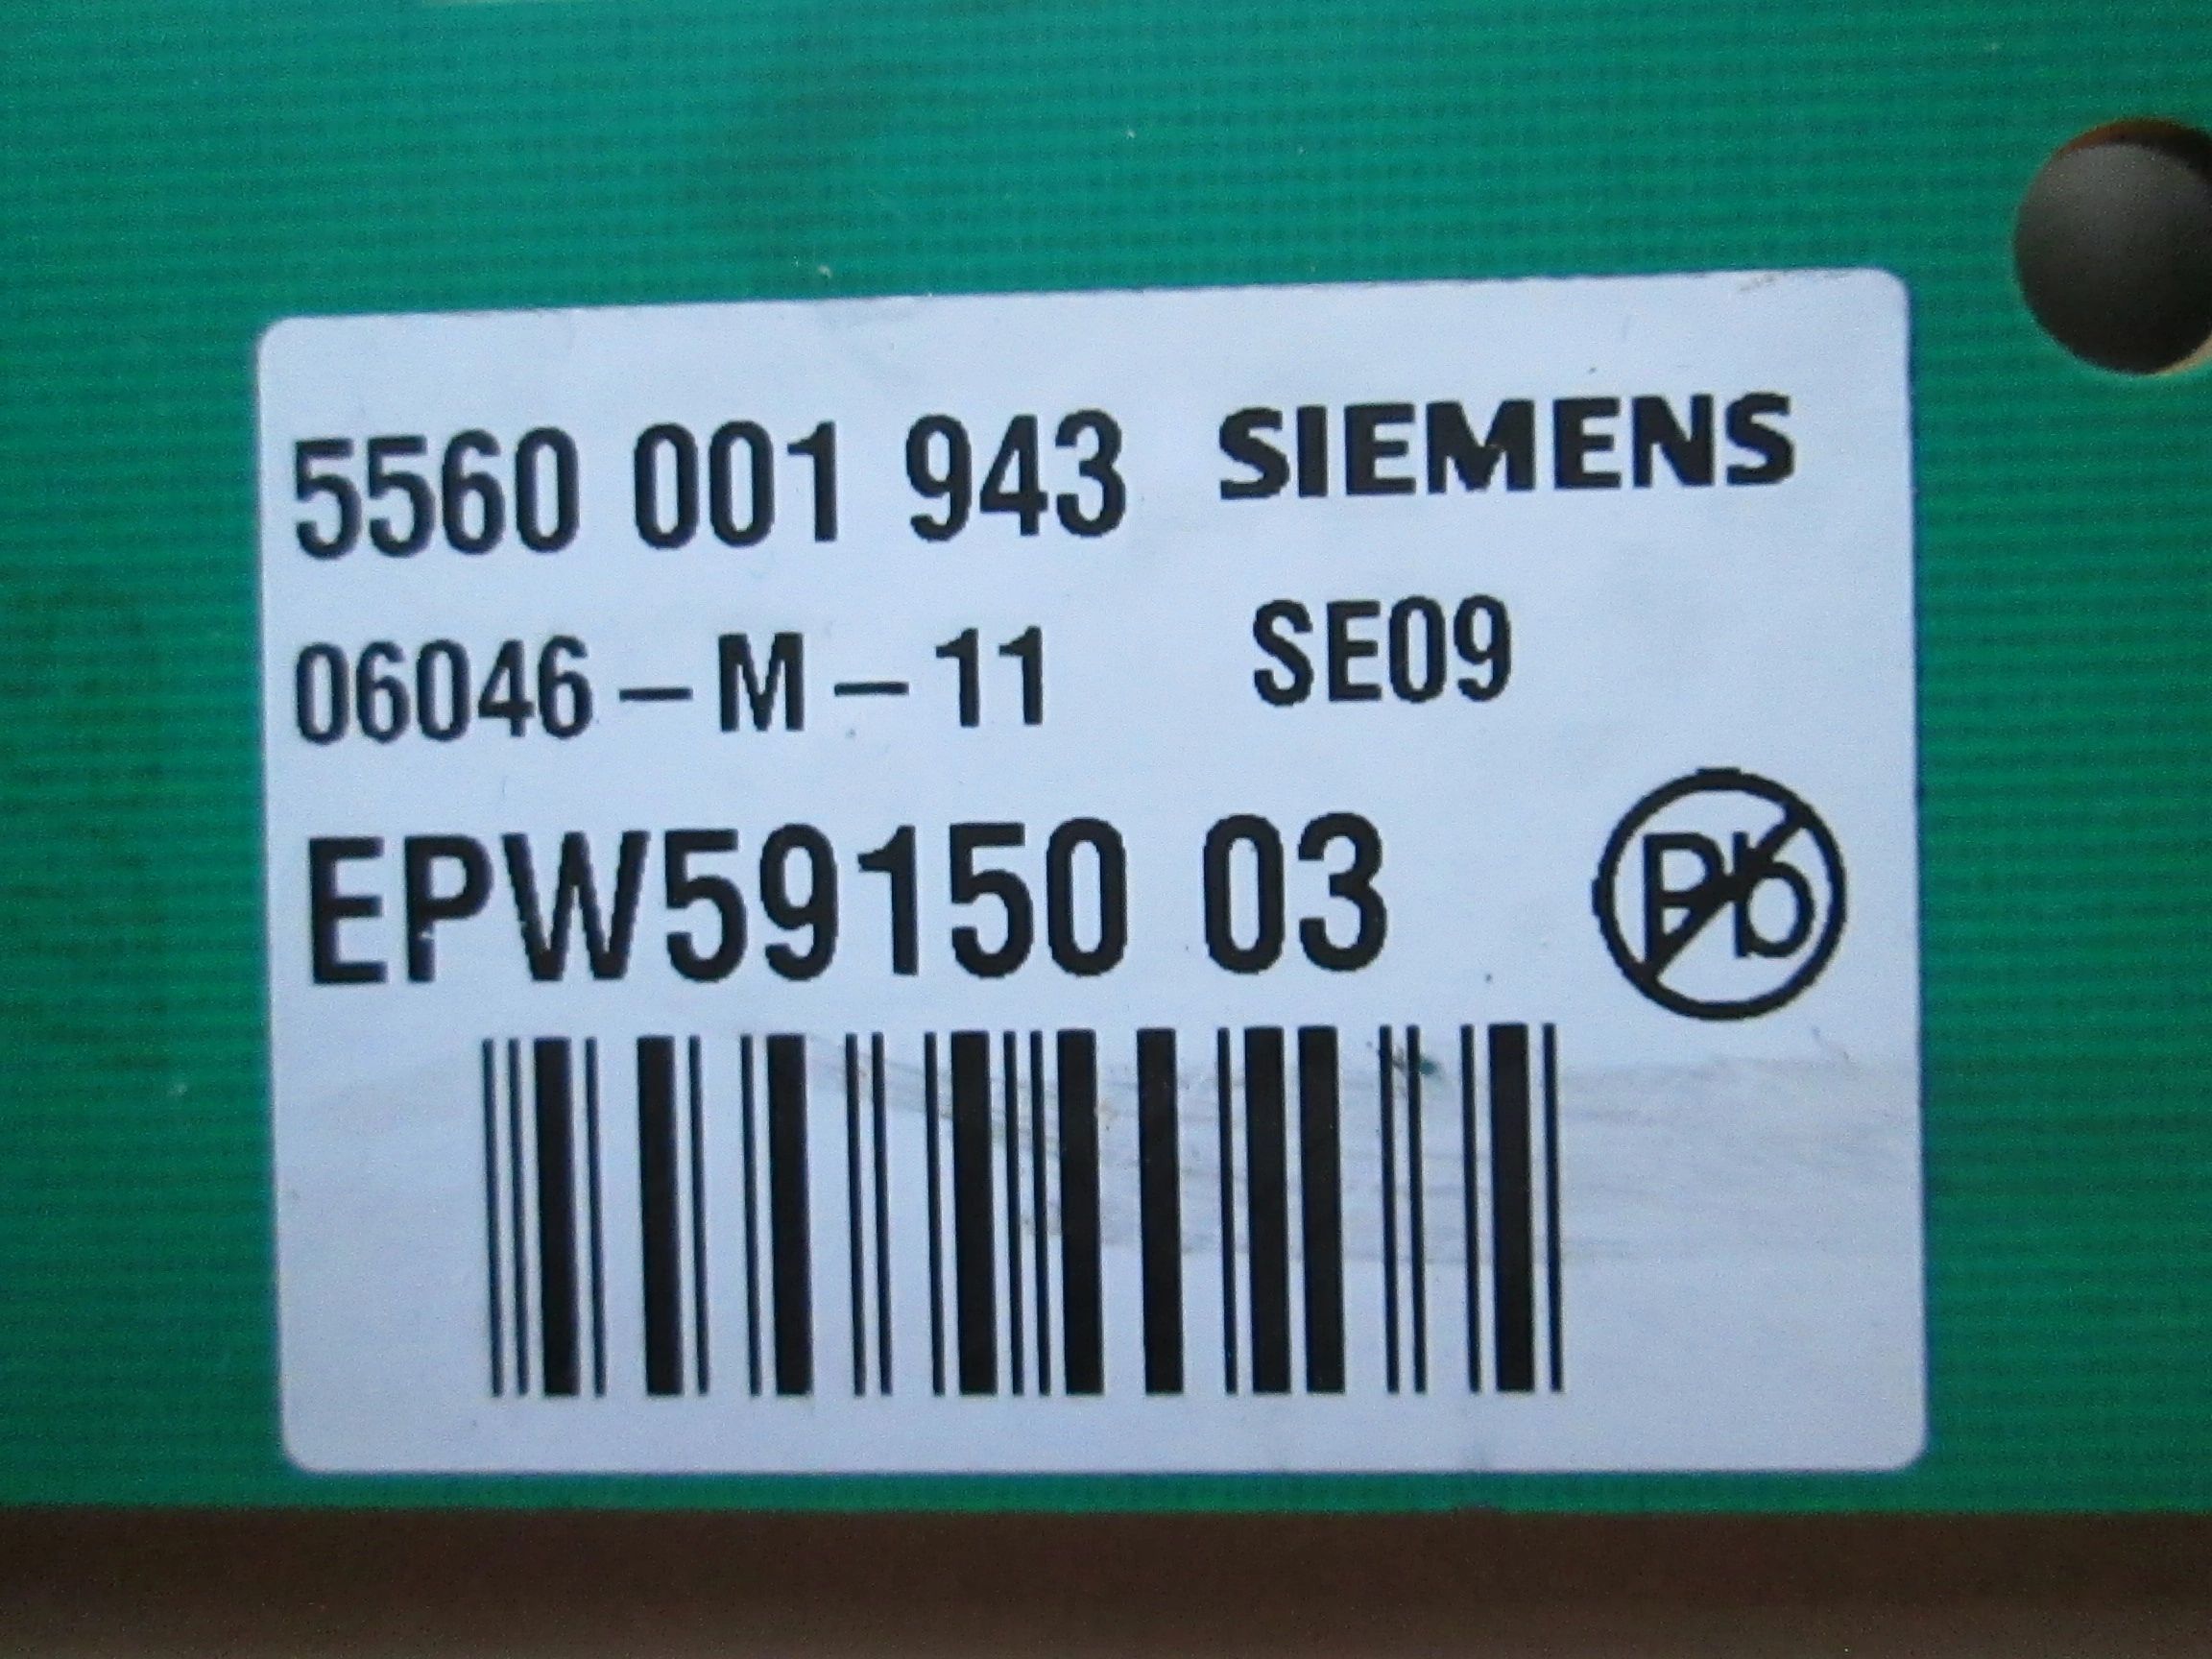 5560 001 943 SIEMENS
06046-M-11 SE09
EPW59150 03
Pb